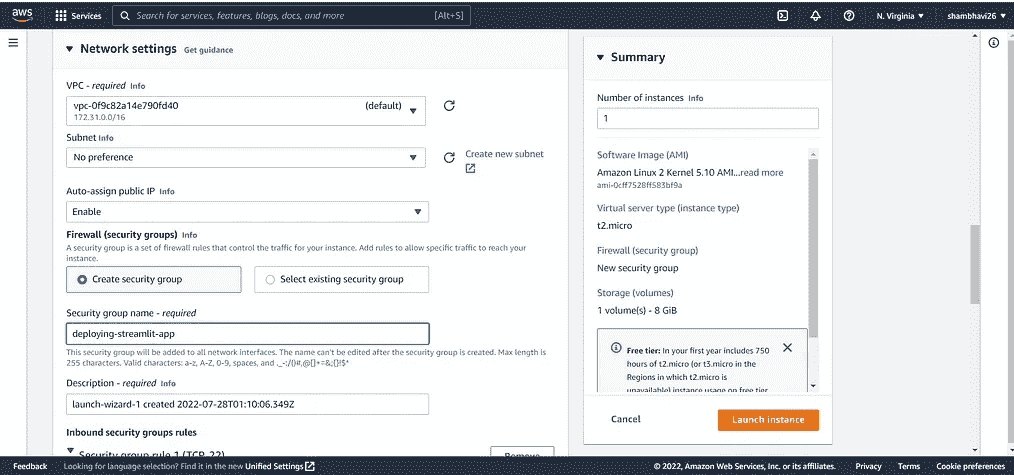 aws
Services
Search for services, features, blogs, docs, and more
[Alt+S]
N. Virginia
shambhavi26
Network settings Get guidance
VPC - required Info
vpc-0f9c82a14e790fd40
(default)
172.31.0.0/16
Subnet Info
No preference
Create new subnet
Auto-assign public IP Info
Enable
Firewall (security groups) Info
A security group is a set of firewall rules that control the traffic for your instance. Add rules to allow specific traffic to reach your
instance.
Create security group
Select existing security group
Security group name - required
deploying-streamlit-app
This security group will be added to all network interfaces. The name can't be edited after the security group is created. Max length is
255 characters. Valid characters: a-z, A-Z, 0-9, spaces, and ._-:/()#,@[]+=&;{}!$*
Description - required Info
launch-wizard-1 created 2022-07-28T01:10:06.349Z
Inbound security groups rules
Security group rule 1 (TCP, 22)
Remove
Summary
Number of instances Info
1
Software Image (AMI)
Amazon Linux 2 Kernel 5.10 AMI...read more
ami-0cff7528ff583bf9a
Virtual server type (instance type)
t2.micro
Firewall (security group)
New security group
Storage (volumes)
1 volume(s) - 8 GiB
Free tier: In your first year includes 750
hours of t2.micro (or t3.micro in the
Regions in which t2.micro is
unavailable) instance usage on free tier
Cancel
Launch instance
Feedback
Looking for language selection? Find it in the new Unified Settings
© 2022, Amazon Web Services, Inc. or its affiliates.
Privacy
Terms
Cookie preferences